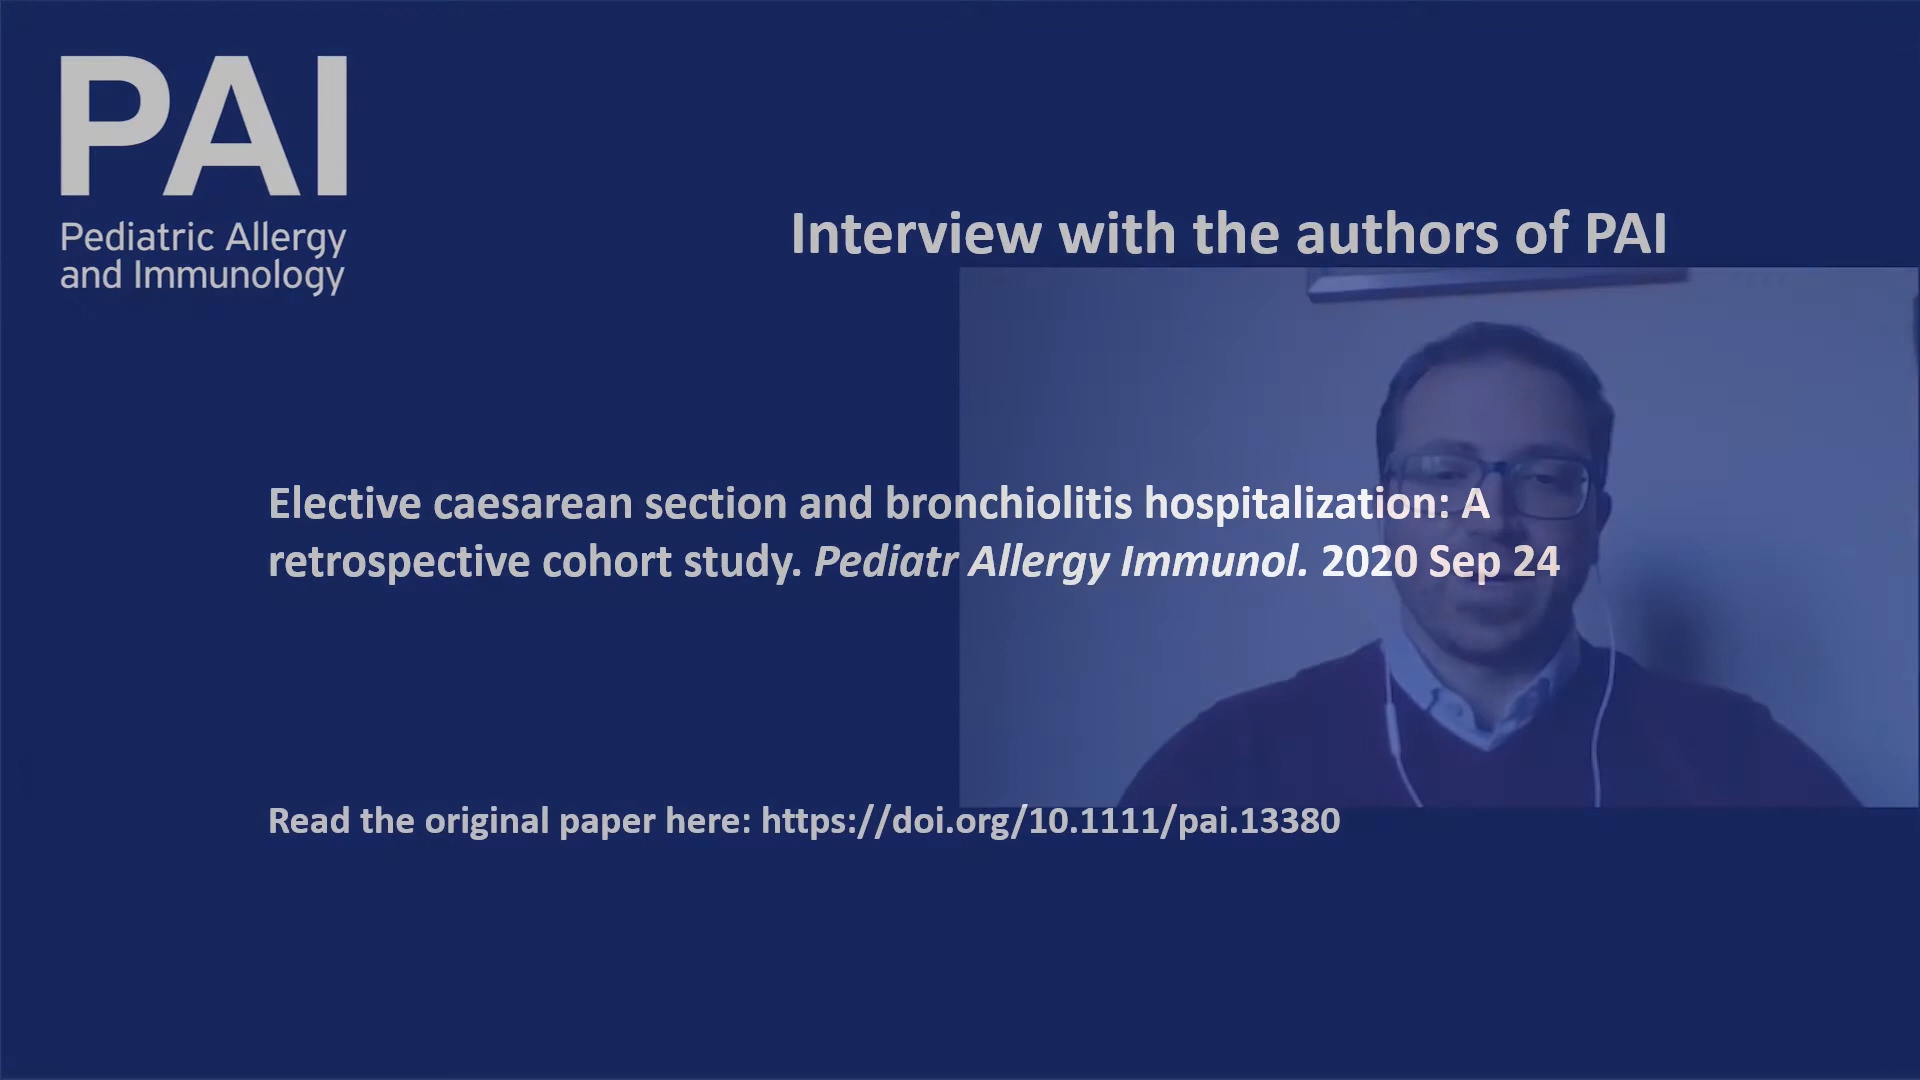 PAI
Pediatric Allergy
and Immunology
Interview with the authors of PAI
Elective caesarean section and bronchiolitis hospitalization: A
retrospective cohort study. Pediatr Allergy Immunol. 2020 Sep 24
Read the original paper here: https://doi.org/10.1111/pai.13380